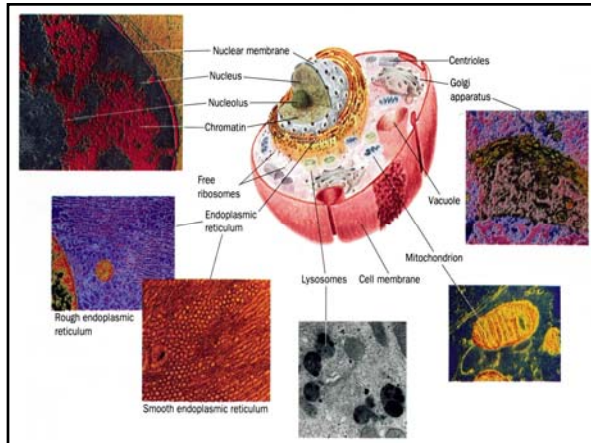 Nuclear membrane
Nucleus
Nucleolus
Chromatin
Free
ribosomes
Endoplasmic
reticulum
Rough endoplasmic
reticulum
Smooth endoplasmic reticulum
Lysosomes
Cell membrane
Mitochondrion
Vacuole
Centrioles
Golgi
apparatus